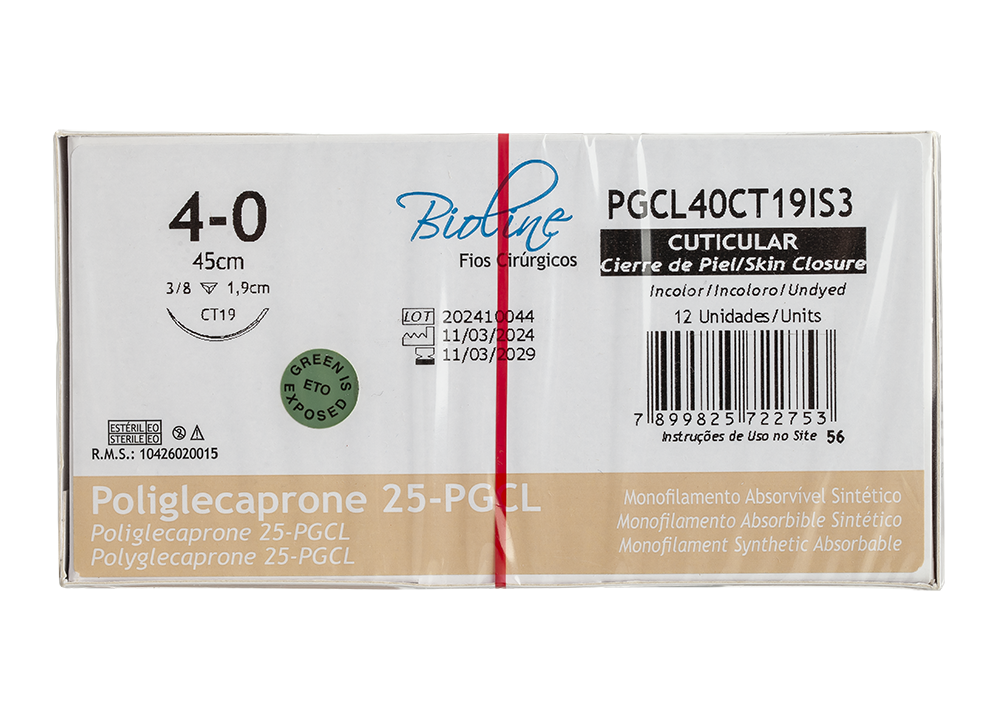 4-0
45cm
3/8 1,9cm
CT19
Bioline
Fios Cirúrgicos
PGCL40CT19IS3
CUTICULAR
Cierre de Piel/Skin Closure
Incolor/Incoloro/Undyed
12 Unidades/Units
LOT 202410044
11/03/2024
11/03/2029
GREEN IS
ETO
EXPOSED
7 899825 722753
Instruções de Uso no Site 56
ESTÉRIL EO
STERILE EO
R.M.S.: 10426020015
Poliglecaprone 25-PGCL
Poliglecaprone 25-PGCL
Polyglecaprone 25-PGCL
Monofilamento Absorvível Sintético
Monofilamento Absorbible Sintético
Monofilament Synthetic Absorbable